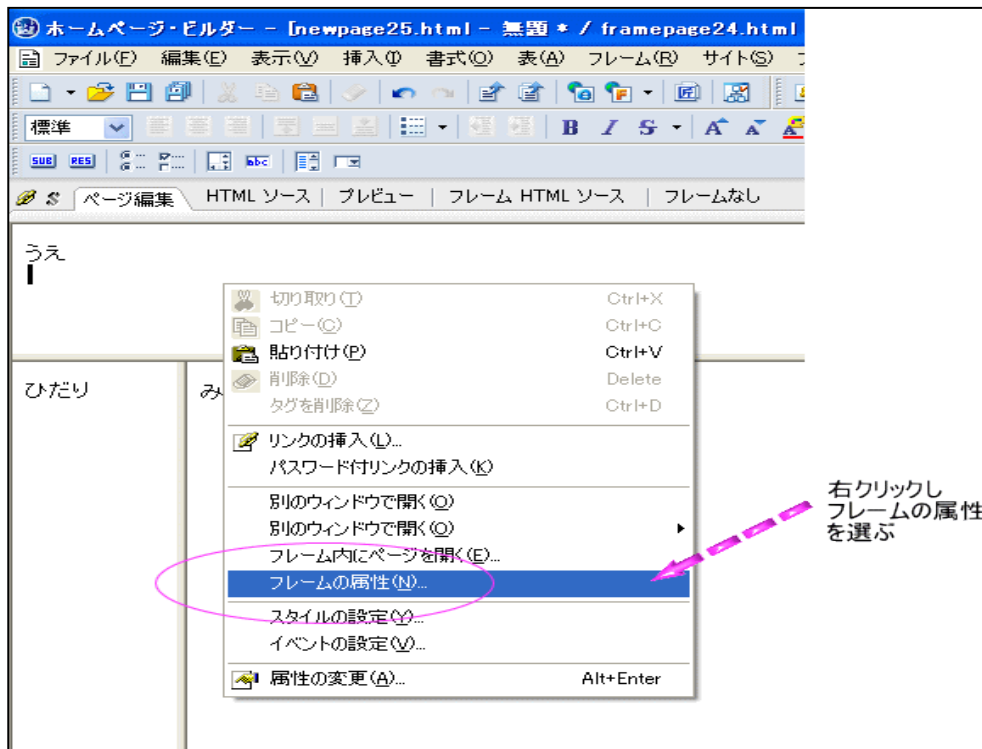 ホームページ・ビルダー - [newpage25.html - 無題 * / framepage24.html
ファイル(F) 編集(E) 表示(V) 挿入(I) 書式(O) 表(A) フレーム(R) サイト(S)
標準 B I S A A A
SUB RES abc
ページ編集 HTML ソース プレビュー フレーム HTML ソース フレームなし
うえ
切り取り(T) Ctrl+X
コピー(C) Ctrl+C
貼り付け(P) Ctrl+V
削除(D) Delete
タグを削除(Z) Ctrl+D
ひだり み
リンクの挿入(L)...
パスワード付リンクの挿入(K)
別のウィンドウで開く(O)
別のウィンドウで開く(O)
フレーム内にページを開く(E)...
フレームの属性(N)...
スタイルの設定(Y)...
イベントの設定(V)...
属性の変更(A)... Alt+Enter
右クリックし
フレームの属性
を選ぶ